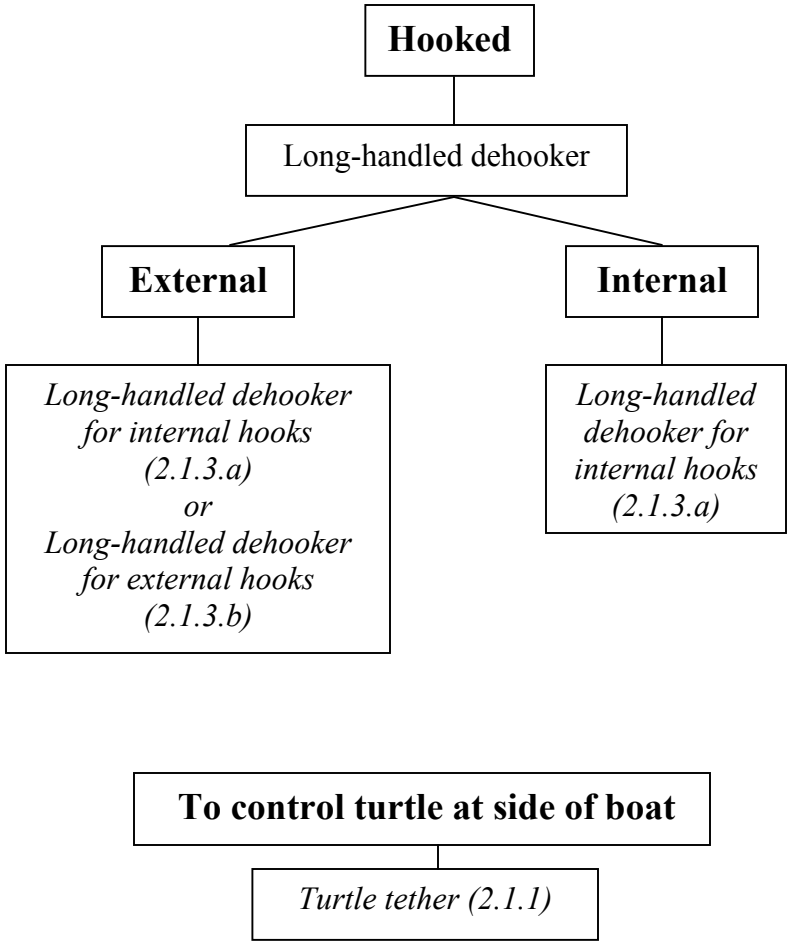 Hooked
Long-handled dehooker
External
Long-handled dehooker
for internal hooks
(2.1.3.a)
or
Long-handled dehooker
for external hooks
(2.1.3.b)
Internal
Long-handled
dehooker for
internal hooks
(2.1.3.a)
To control turtle at side of boat
Turtle tether (2.1.1)